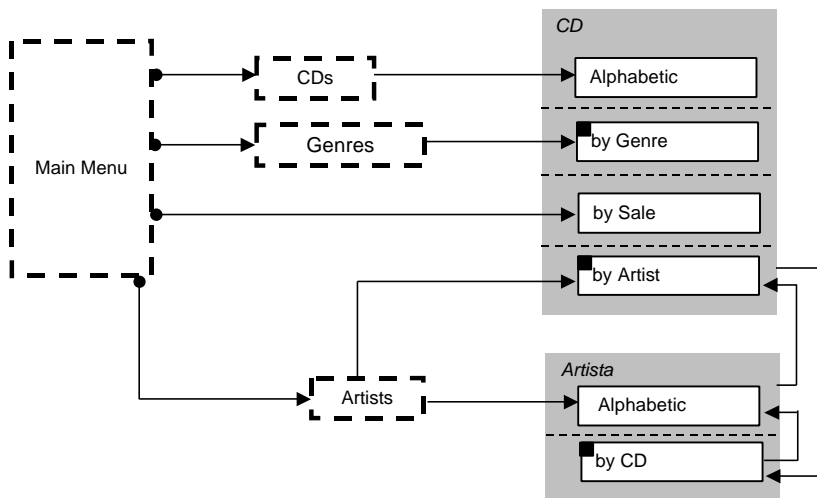 CD
CDs
Alphabetic
Main Menu
Genres
by Genre
by Sale
by Artist
Artista
Artists
Alphabetic
by CD